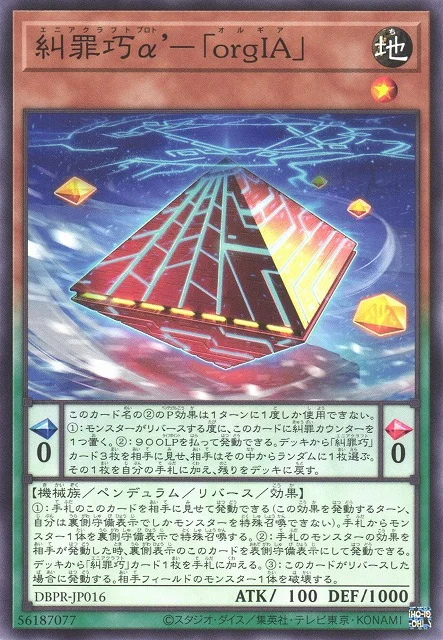 エニアクラフトプロト オルギア
糾罪巧α’－「orgIA」
地
0
このカード名の②のP効果は１ターンに１度しか使用できない。
①：モンスターがリバースする度に、このカードに糾罪カウンター
を１つ置く。②：９００LPを払って発動できる。デッキから「糾罪巧」
カード３枚を相手に見せ、相手はその中からランダムに１枚選ぶ。
その１枚を自分の手札に加え、残りをデッキに戻す。
0
【機械族／ペンデュラム／リバース／効果】
①：手札のこのカードを相手に見せて発動できる（この効果を発動するターン、
自分は裏側守備表示でしかモンスターを特殊召喚できない）。手札からモンス
ター１体を裏側守備表示で特殊召喚する。②：手札のモンスターの効果を
相手が発動した時、裏側表示のこのカードを表側守備表示にして発動できる。
デッキから「糾罪巧」カード１枚を手札に加える。③：このカードがリバースした
場合に発動する。相手フィールドのモンスター１体を破壊する。
DBPR-JP016
ATK/ 100 DEF/1000
56187077
©スタジオ・ダイス／集英社・テレビ東京・KONAMI